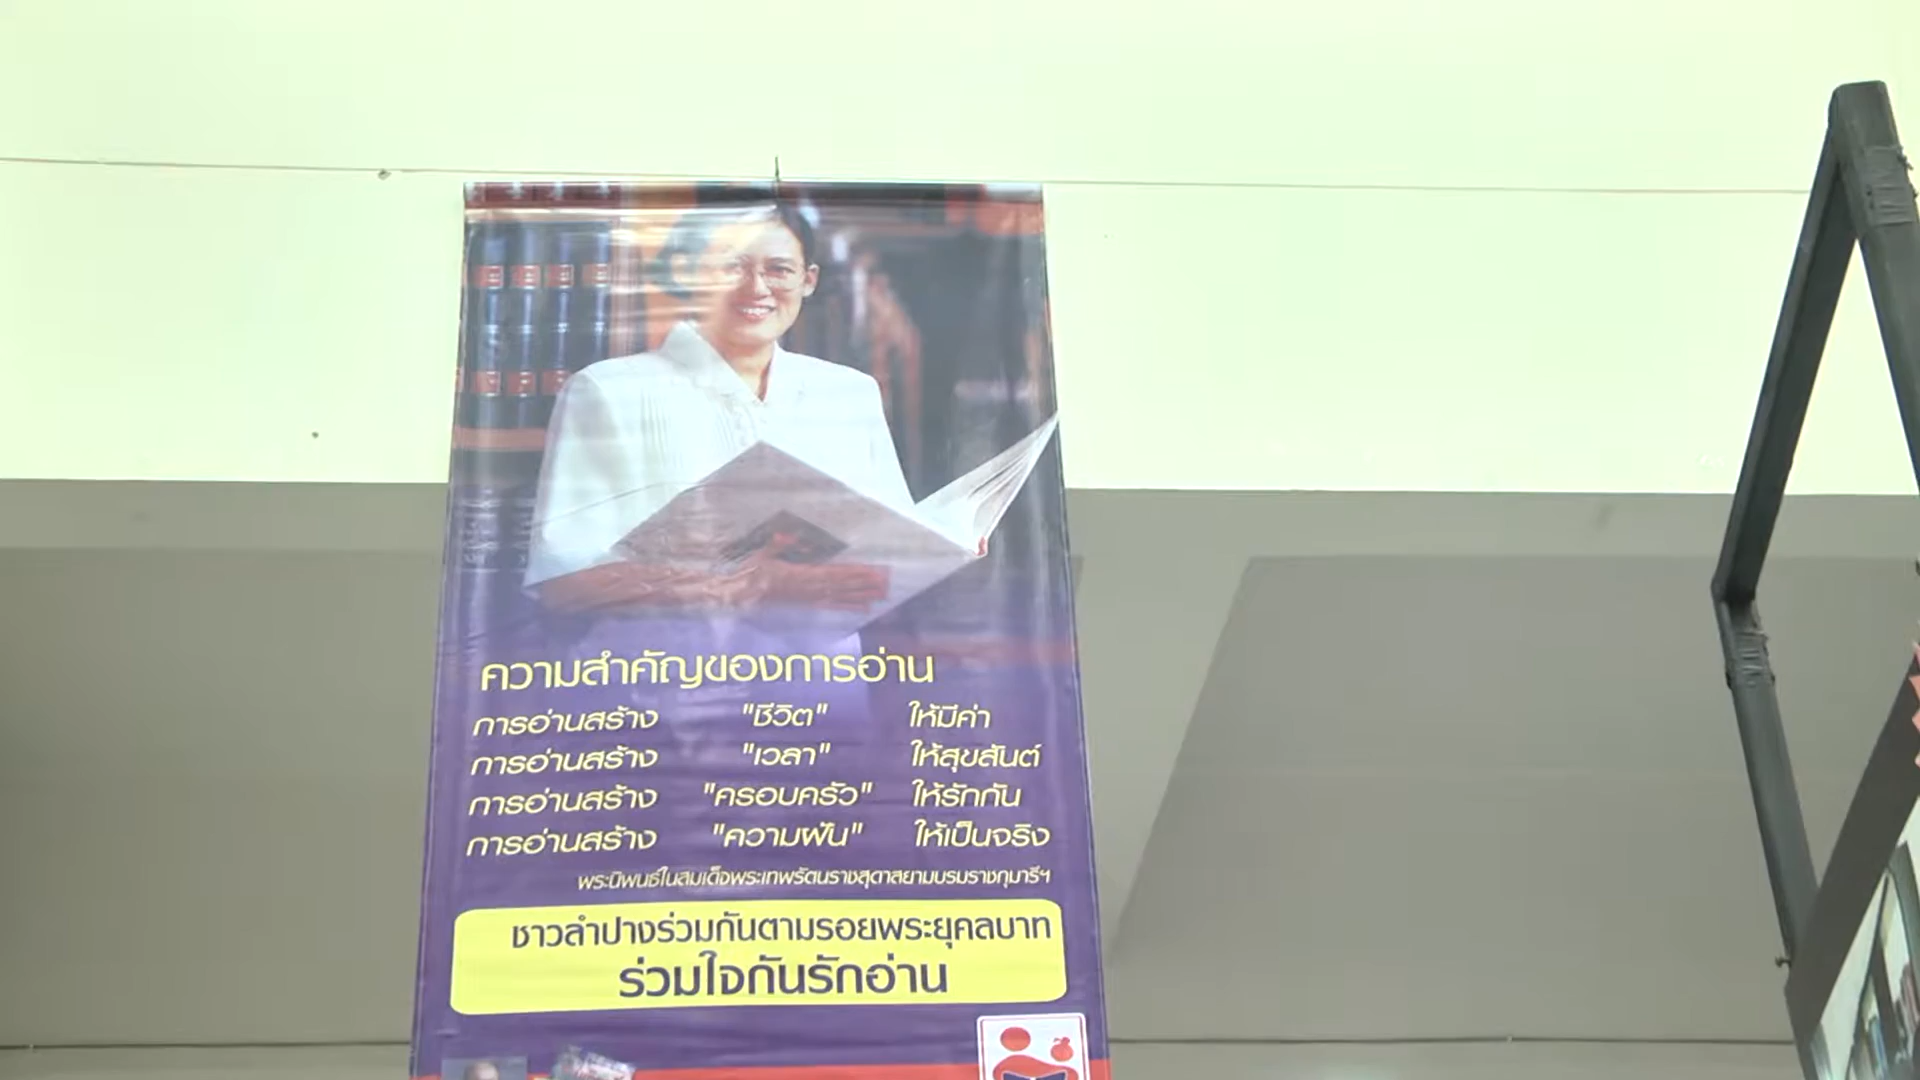 ความสำคัญของการอ่าน
การอ่านสร้าง "ชีวิต" ให้มีค่า
การอ่านสร้าง "เวลา" ให้สุขสันต์
การอ่านสร้าง "ครอบครัว" ให้รักกัน
การอ่านสร้าง "ความฝัน" ให้เป็นจริง
พระนิพนธ์ในสมเด็จพระเทพรัตนราชสุดาสยามบรมราชกุมารีฯ
ชาวลำปางร่วมกันตามรอยพระยุคลบาท
ร่วมใจกันรักอ่าน